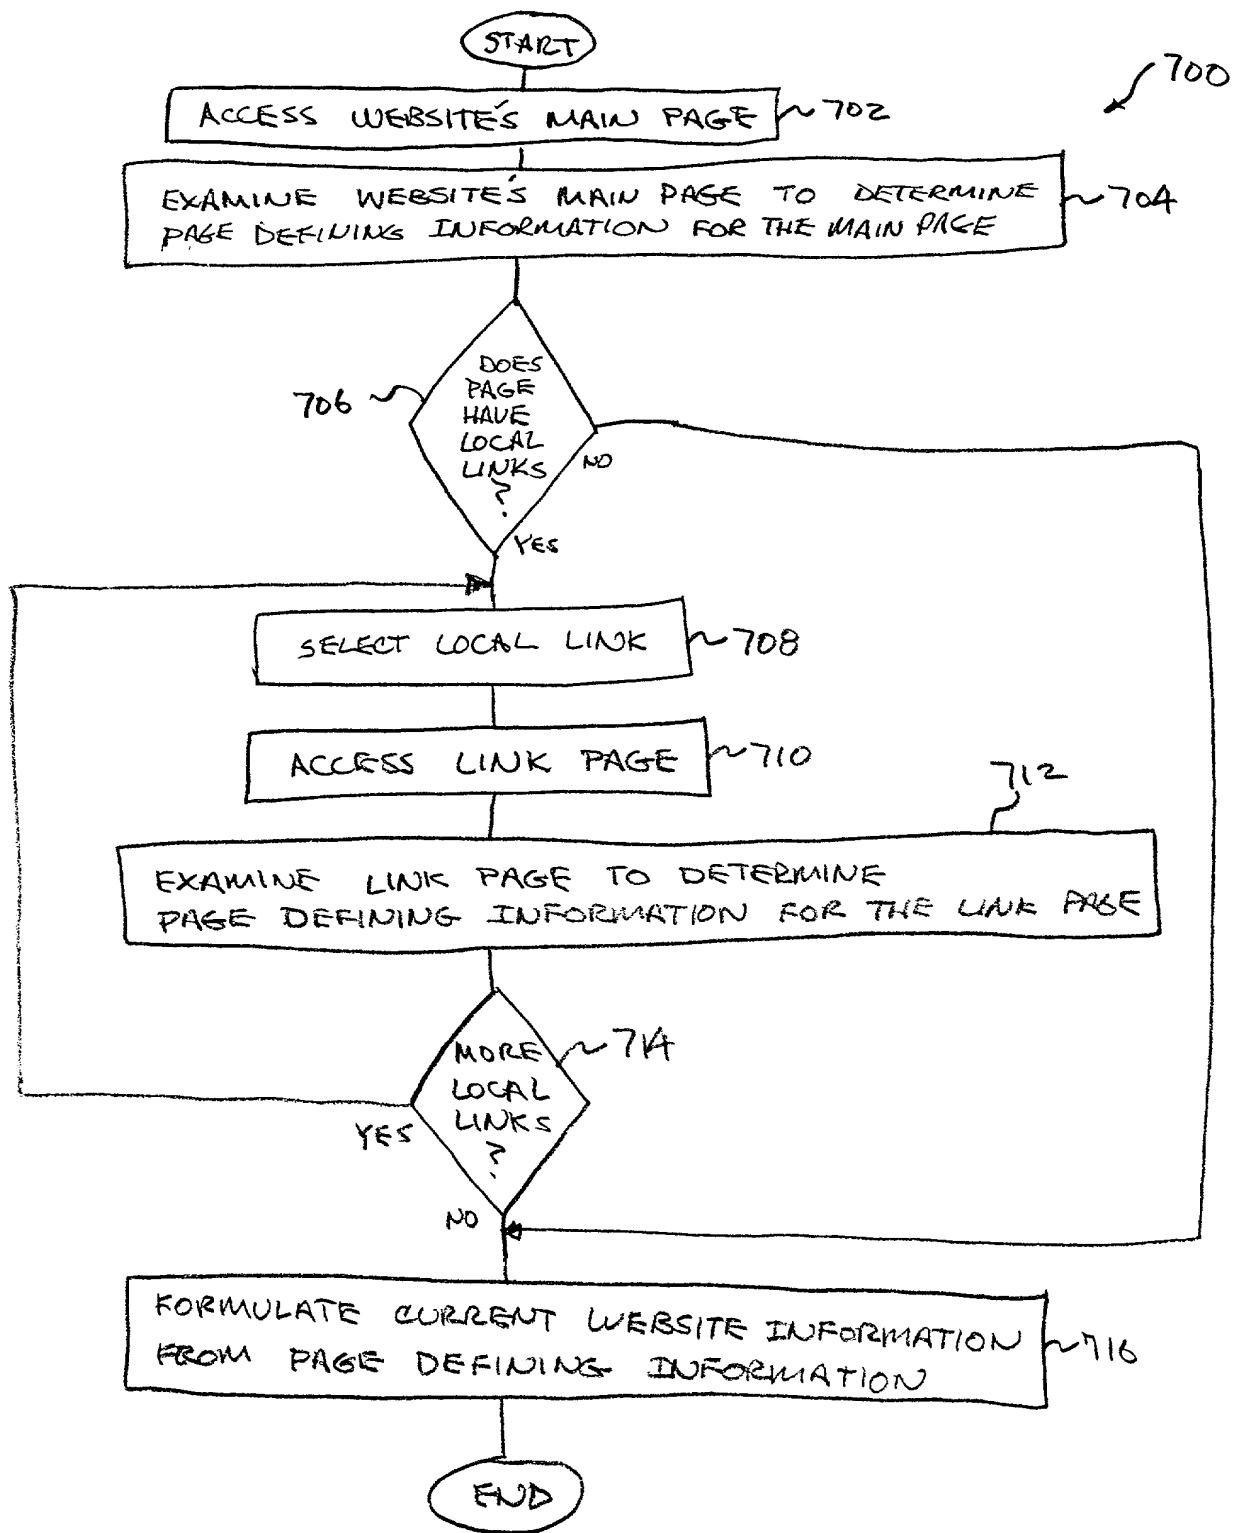 START
700
ACCESS WEBSITE'S MAIN PAGE
702
EXAMINE WEBSITE'S MAIN PAGE TO DETERMINE
PAGE DEFINING INFORMATION FOR THE MAIN PAGE
704
DOES
PAGE
HAVE
LOCAL
LINKS
?
706
NO
YES
SELECT LOCAL LINK
708
ACCESS LINK PAGE
710
712
EXAMINE LINK PAGE TO DETERMINE
PAGE DEFINING INFORMATION FOR THE LINK PAGE
MORE
LOCAL
LINKS
?
714
YES
NO
FORMULATE CURRENT WEBSITE INFORMATION
FROM PAGE DEFINING INFORMATION
716
END